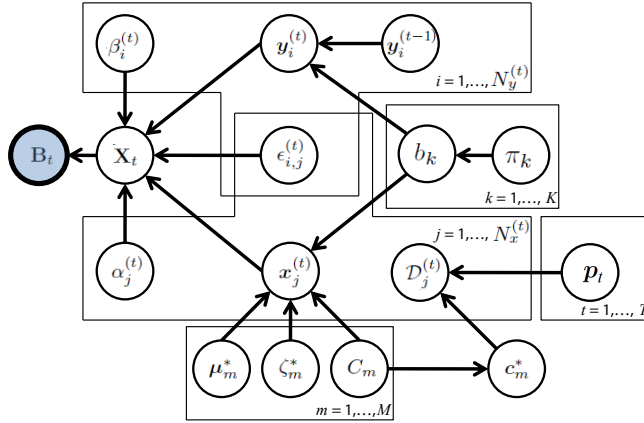 β_i^{(t)} y_i^{(t)} y_i^{(t−1)}
i = 1,..., N_y^{(t)}
B_t X_t ϵ_{i,j}^{(t)} b_k π_k
k = 1,..., K
j = 1,..., N_x^{(t)}
α_j^{(t)} x_j^{(t)} D_j^{(t)} p_t
t = 1,..., T
μ_m^* ζ_m^* C_m c_m^*
m = 1,...,M